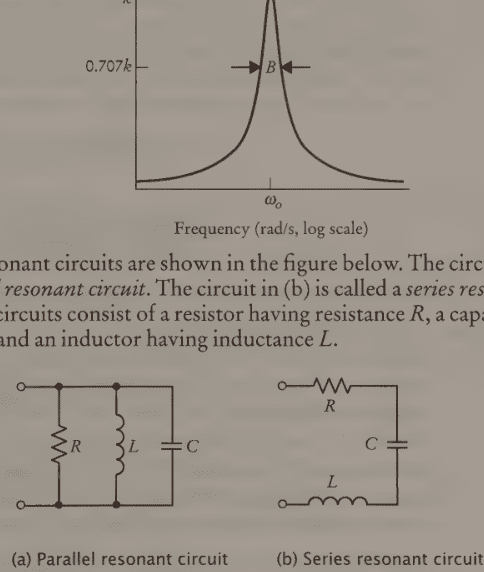 k
0.707k
B
ω₀
Frequency (rad/s, log scale)
onant circuits are shown in the figure below. The circ
resonant circuit. The circuit in (b) is called a series res
circuits consist of a resistor having resistance R, a capa
and an inductor having inductance L.
R L C
R
C
L
(a) Parallel resonant circuit (b) Series resonant circuit